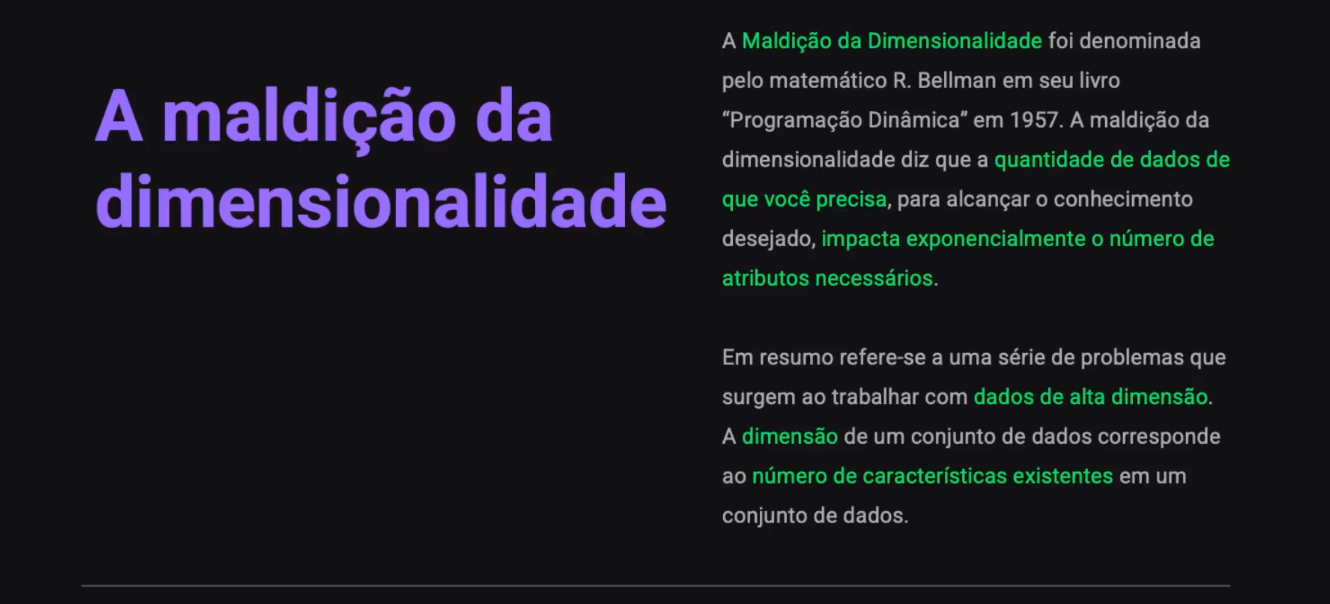 A maldição da
dimensionalidade
A Maldição da Dimensionalidade foi denominada
pelo matemático R. Bellman em seu livro
“Programação Dinâmica” em 1957. A maldição da
dimensionalidade diz que a quantidade de dados de
que você precisa, para alcançar o conhecimento
desejado, impacta exponencialmente o número de
atributos necessários.
Em resumo refere-se a uma série de problemas que
surgem ao trabalhar com dados de alta dimensão.
A dimensão de um conjunto de dados corresponde
ao número de características existentes em um
conjunto de dados.